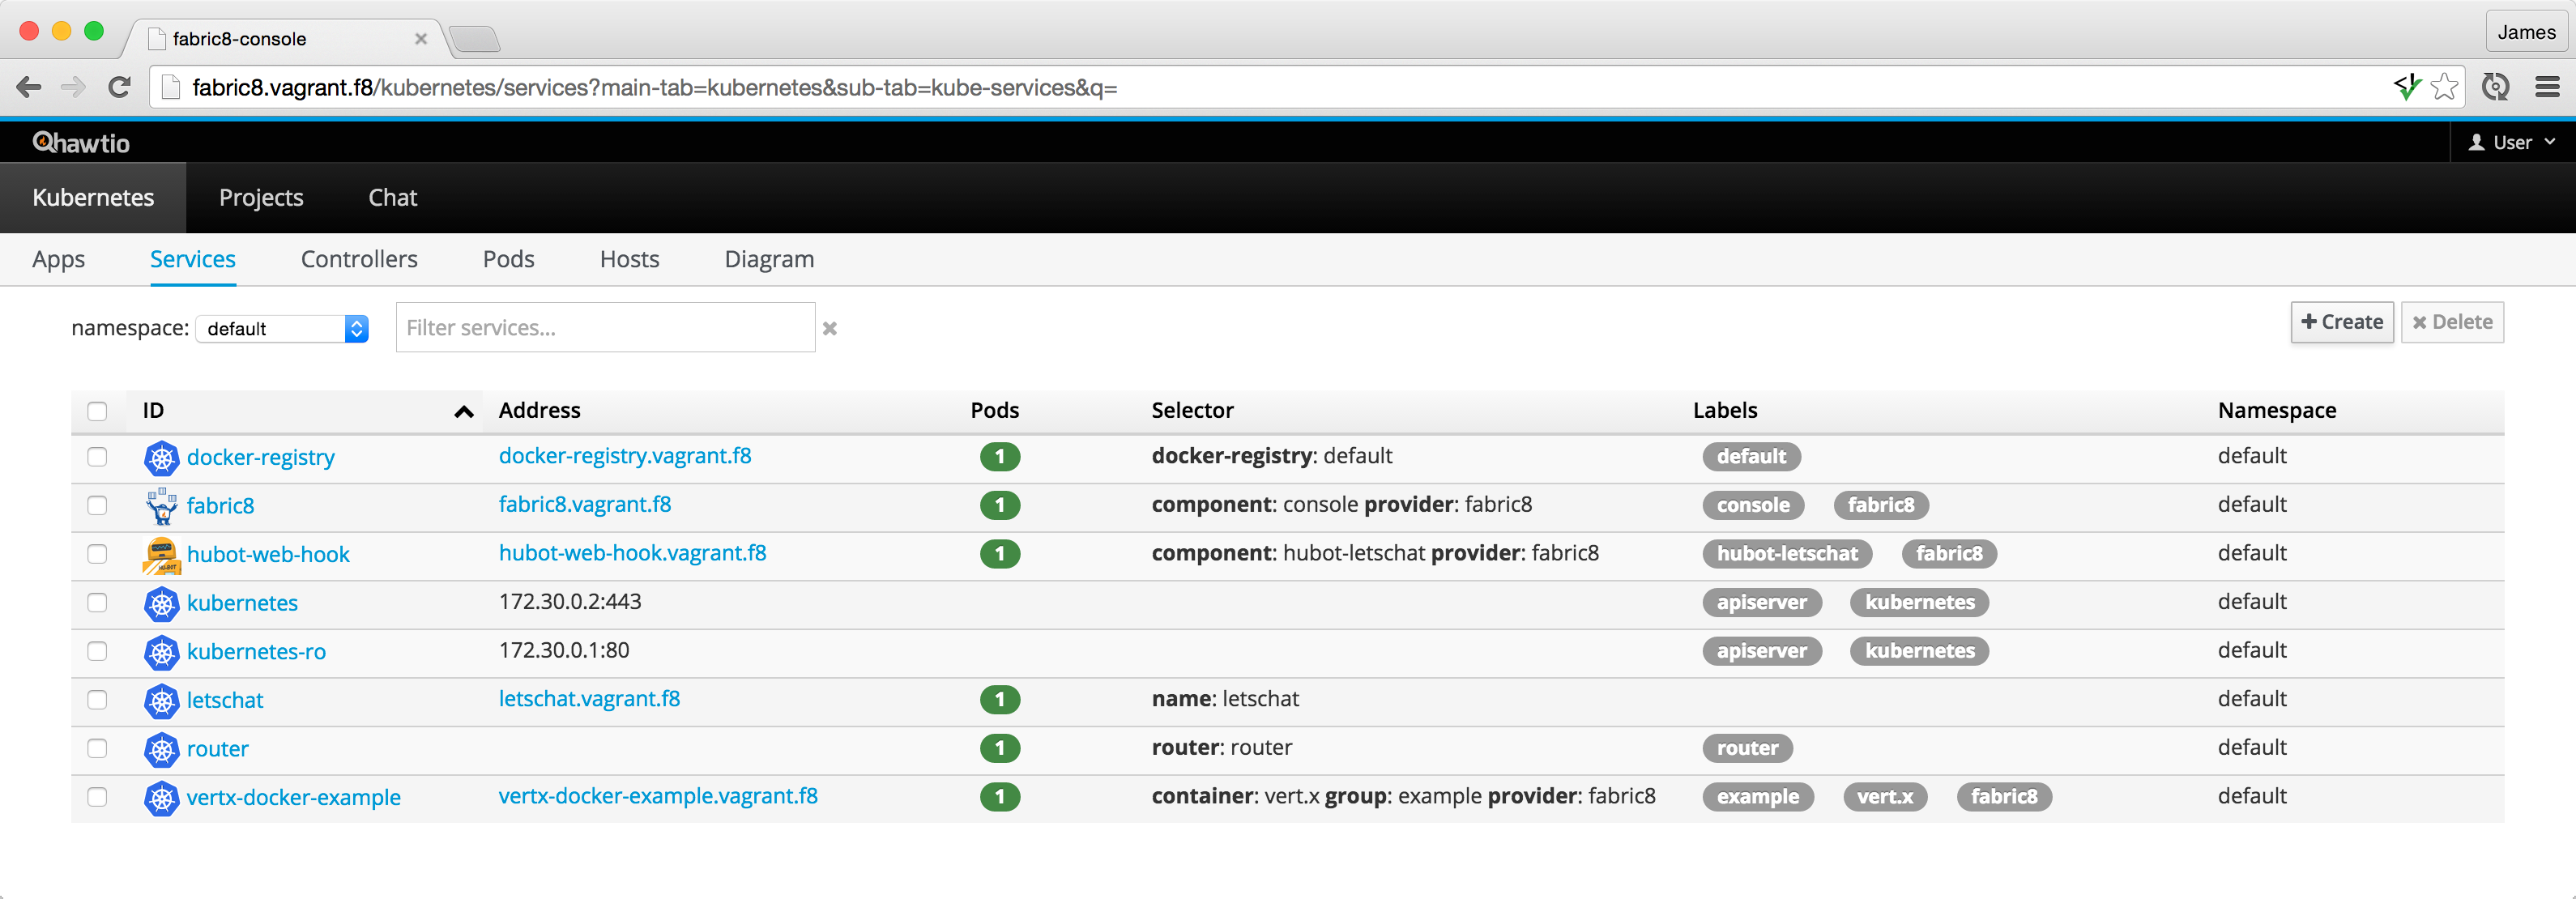 fabric8-console
James
fabric8.vagrant.f8/kubernetes/services?main-tab=kubernetes&sub-tab=kube-services&q=
hawtio
User
Kubernetes Projects Chat
Apps Services Controllers Pods Hosts Diagram
namespace: default Filter services... Create Delete
ID Address Pods Selector Labels Namespace
docker-registry docker-registry.vagrant.f8 1 docker-registry: default default default
fabric8 fabric8.vagrant.f8 1 component: console provider: fabric8 console fabric8 default
hubot-web-hook hubot-web-hook.vagrant.f8 1 component: hubot-letschat provider: fabric8 hubot-letschat fabric8 default
kubernetes 172.30.0.2:443 apiserver kubernetes default
kubernetes-ro 172.30.0.1:80 apiserver kubernetes default
letschat letschat.vagrant.f8 1 name: letschat default
router 1 router: router router default
vertx-docker-example vertx-docker-example.vagrant.f8 1 container: vert.x group: example provider: fabric8 example vert.x fabric8 default